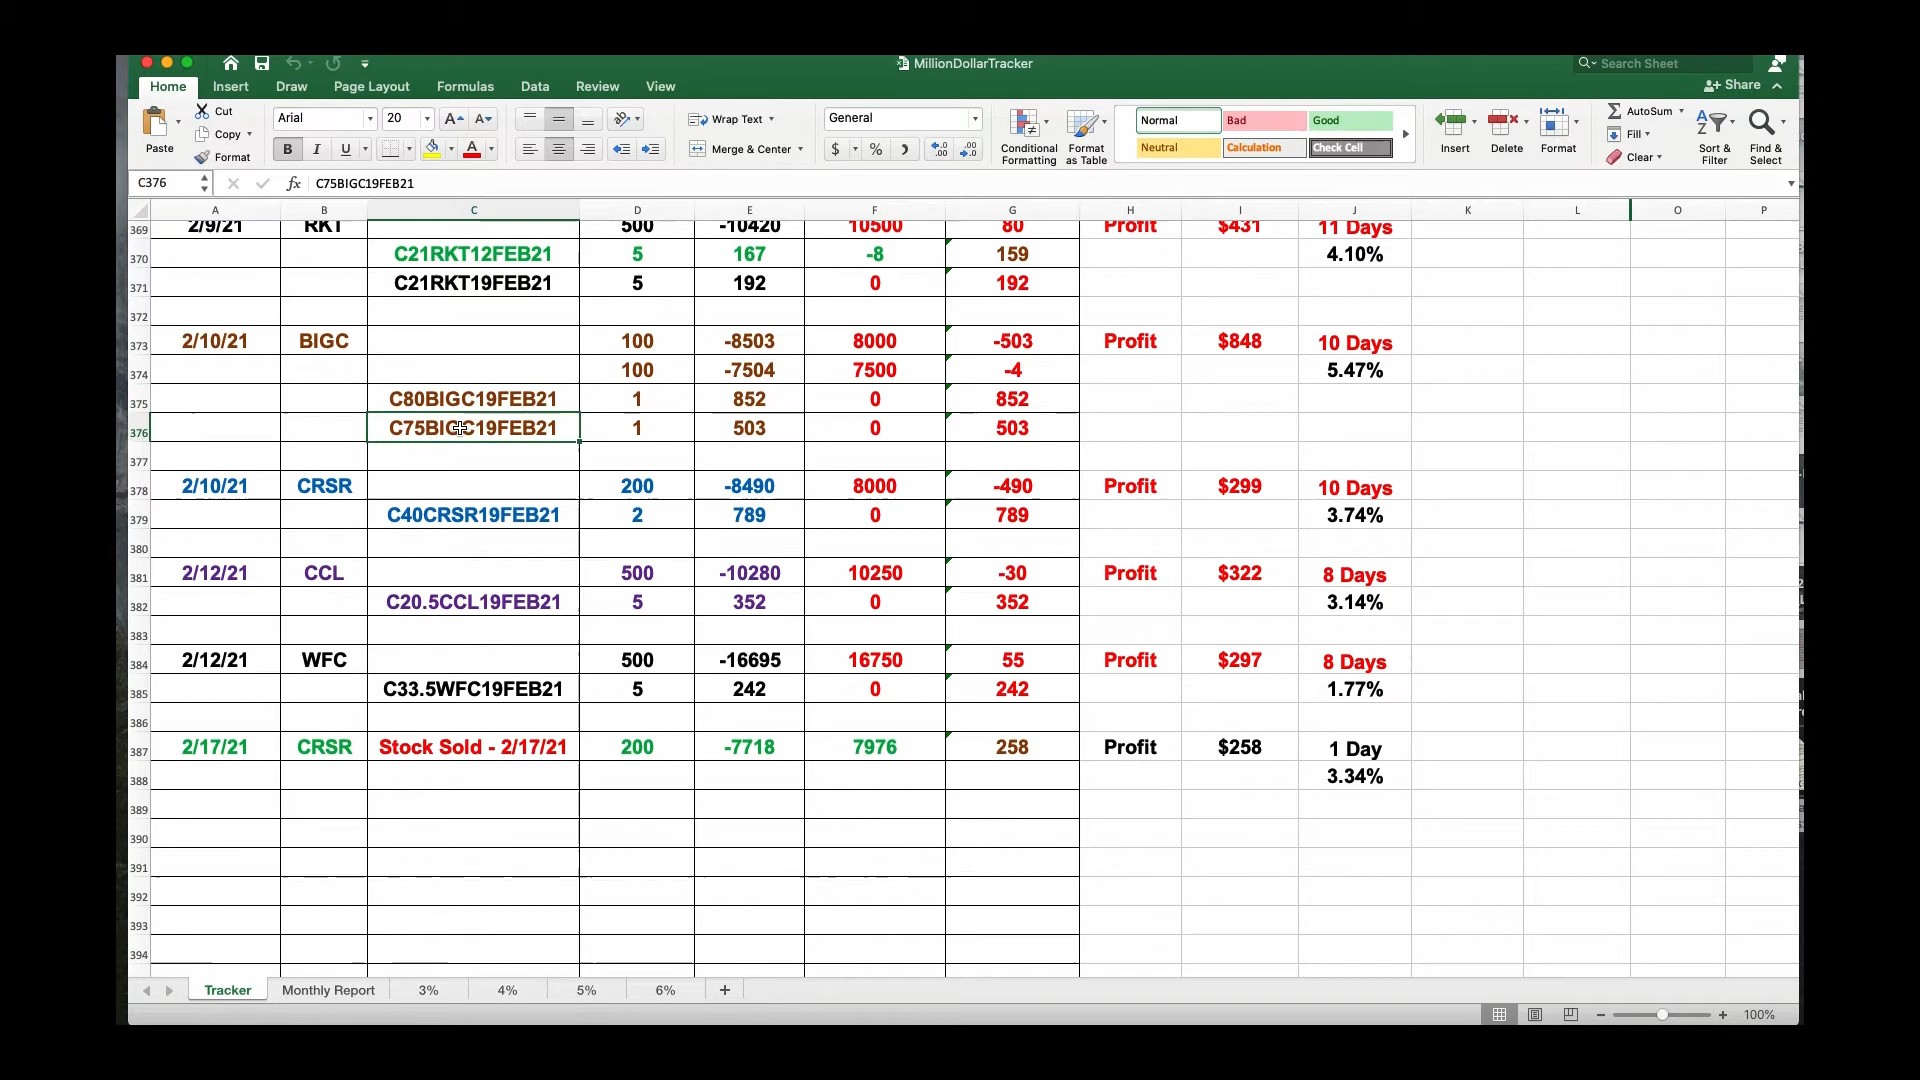 MillionDollarTracker
Search Sheet
Home Insert Draw Page Layout Formulas Data Review View
Share
Paste
Cut
Copy
Format
Arial 20
A A
B I U A
Wrap Text
Merge & Center
General
$ %
Conditional Formatting
Format as Table
Normal Bad Good
Neutral Calculation Check Cell
Insert Delete Format
AutoSum
Fill
Clear
Sort & Filter
Find & Select
C376 fx C75BIGC19FEB21
A B C D E F G H I J K L O P
369 2/9/21 RKT 500 -10420 10500 80 Profit $431 11 Days
370 C21RKT12FEB21 5 167 -8 159 4.10%
371 C21RKT19FEB21 5 192 0 192
372
373 2/10/21 BIGC 100 -8503 8000 -503 Profit $848 10 Days
374 100 -7504 7500 -4 5.47%
375 C80BIGC19FEB21 1 852 0 852
376 C75BIGC19FEB21 1 503 0 503
377
378 2/10/21 CRSR 200 -8490 8000 -490 Profit $299 10 Days
379 C40CRSR19FEB21 2 789 0 789 3.74%
380
381 2/12/21 CCL 500 -10280 10250 -30 Profit $322 8 Days
382 C20.5CCL19FEB21 5 352 0 352 3.14%
383
384 2/12/21 WFC 500 -16695 16750 55 Profit $297 8 Days
385 C33.5WFC19FEB21 5 242 0 242 1.77%
386
387 2/17/21 CRSR Stock Sold - 2/17/21 200 -7718 7976 258 Profit $258 1 Day
388 3.34%
389
390
391
392
393
394
Tracker Monthly Report 3% 4% 5% 6% +
100%